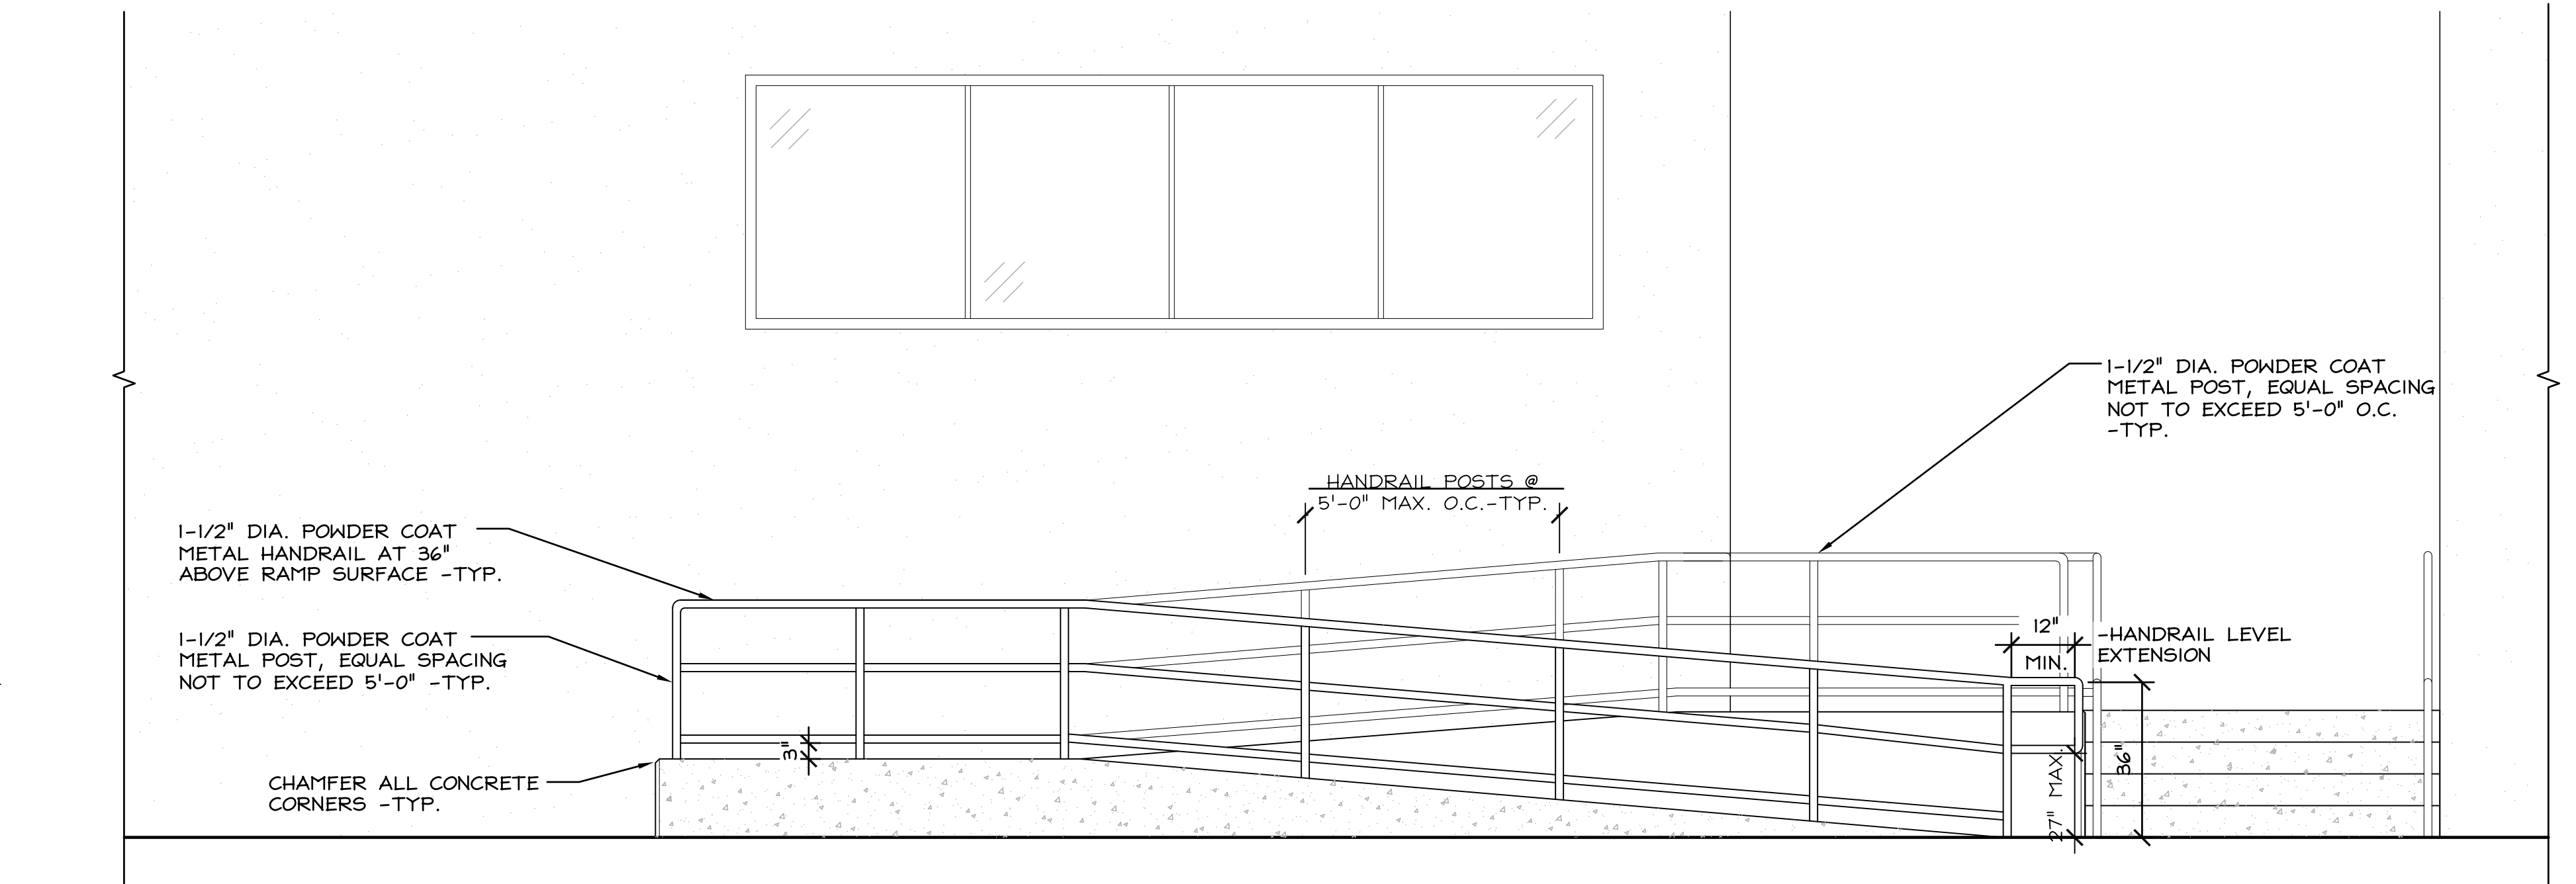 1-1/2" DIA. POWDER COAT
METAL POST, EQUAL SPACING
NOT TO EXCEED 5'-0" O.C.
-TYP.
HANDRAIL POSTS @
5'-0" MAX. O.C.-TYP.
1-1/2" DIA. POWDER COAT
METAL HANDRAIL AT 36"
ABOVE RAMP SURFACE -TYP.
1-1/2" DIA. POWDER COAT
METAL POST, EQUAL SPACING
NOT TO EXCEED 5'-0" -TYP.
12"
MIN.
-HANDRAIL LEVEL
EXTENSION
3"
36"
27" MAX.
CHAMFER ALL CONCRETE
CORNERS -TYP.